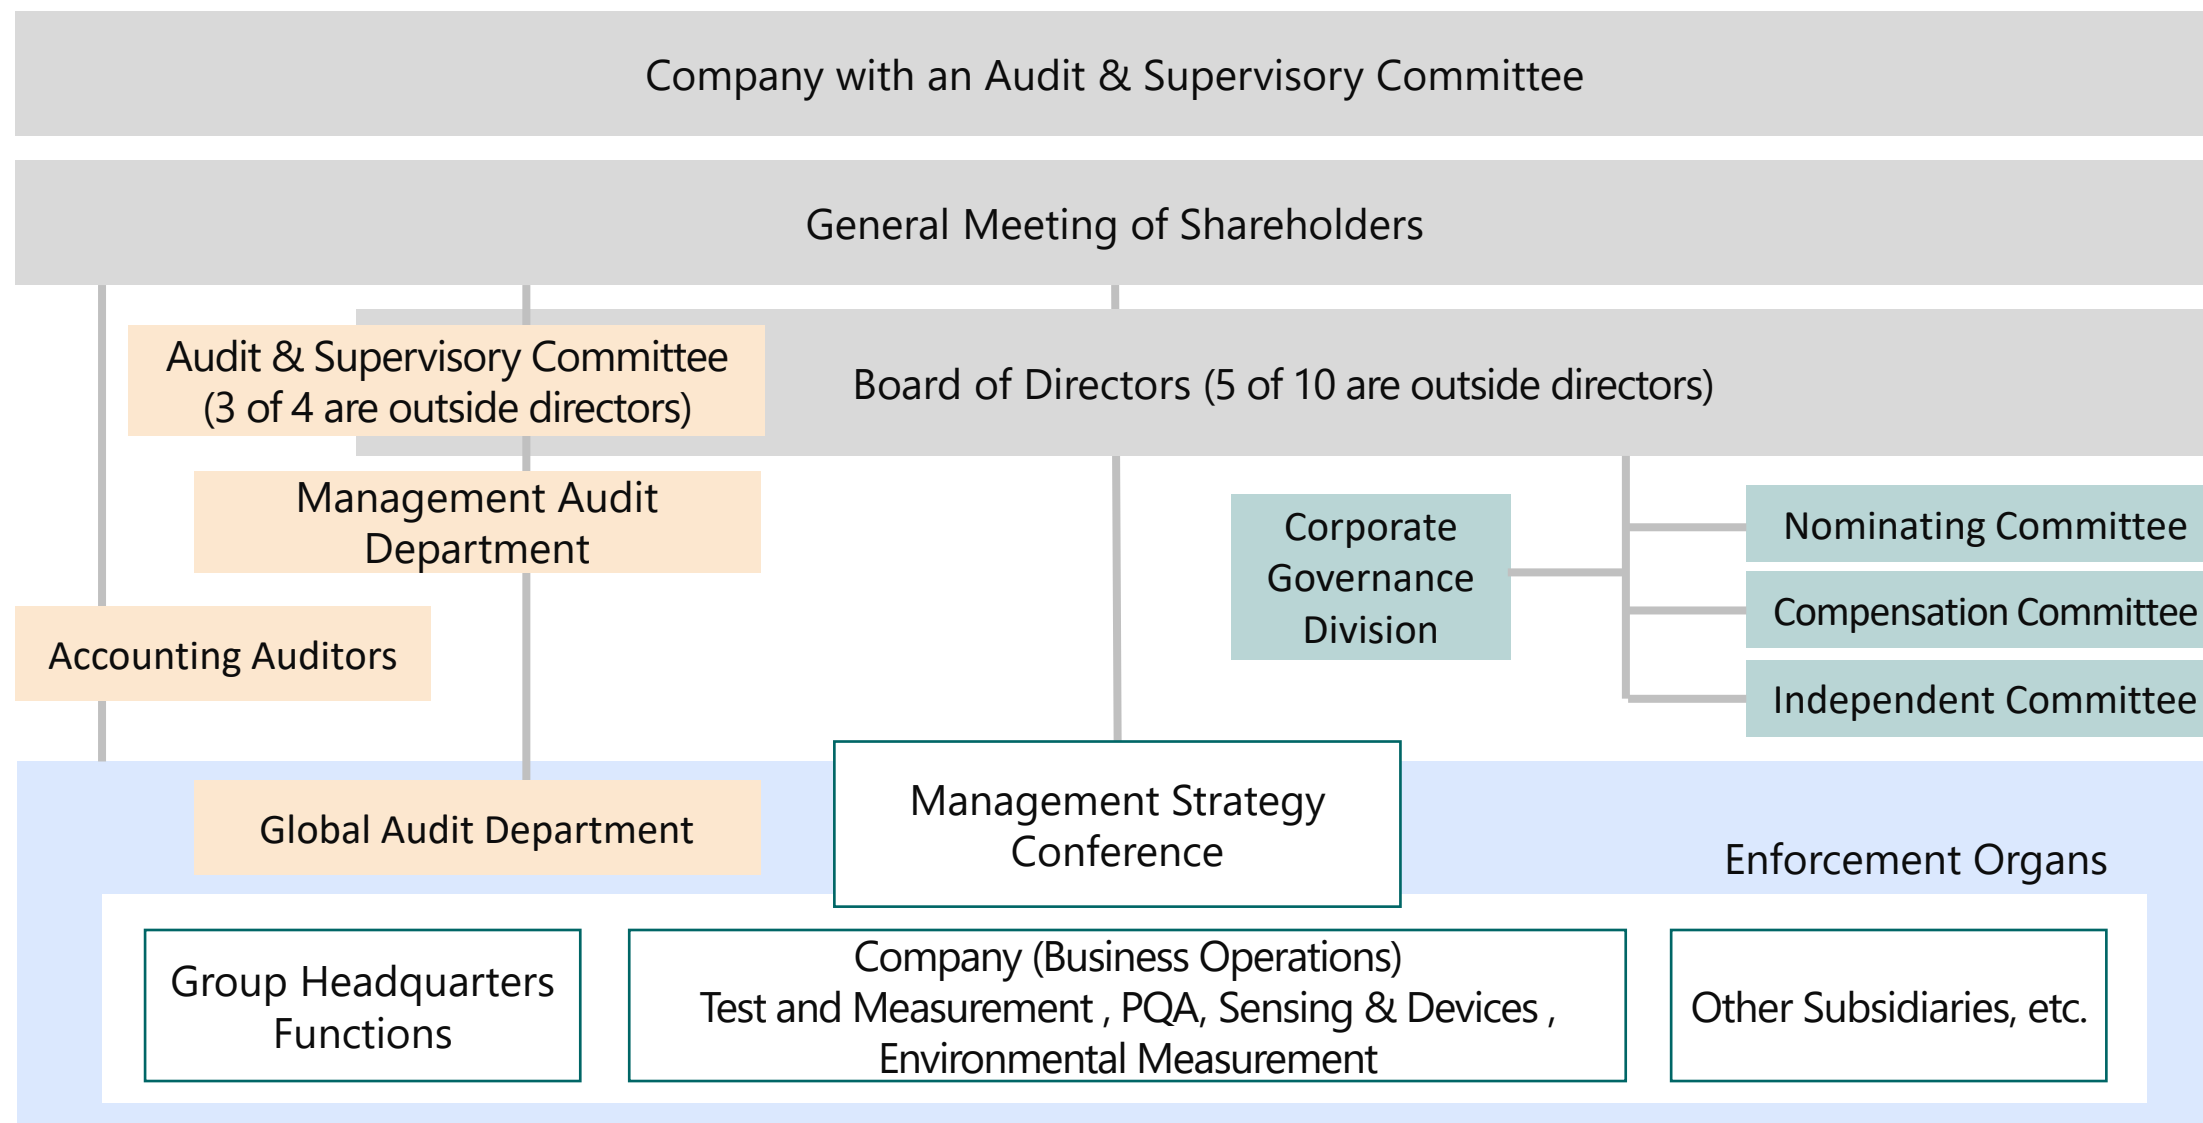 Company with an Audit & Supervisory Committee
General Meeting of Shareholders
Audit & Supervisory Committee
(3 of 4 are outside directors)
Board of Directors (5 of 10 are outside directors)
Management Audit
Department
Corporate
Governance
Division
Nominating Committee
Compensation Committee
Independent Committee
Accounting Auditors
Global Audit Department
Management Strategy
Conference
Enforcement Organs
Group Headquarters
Functions
Company (Business Operations)
Test and Measurement , PQA, Sensing & Devices ,
Environmental Measurement
Other Subsidiaries, etc.